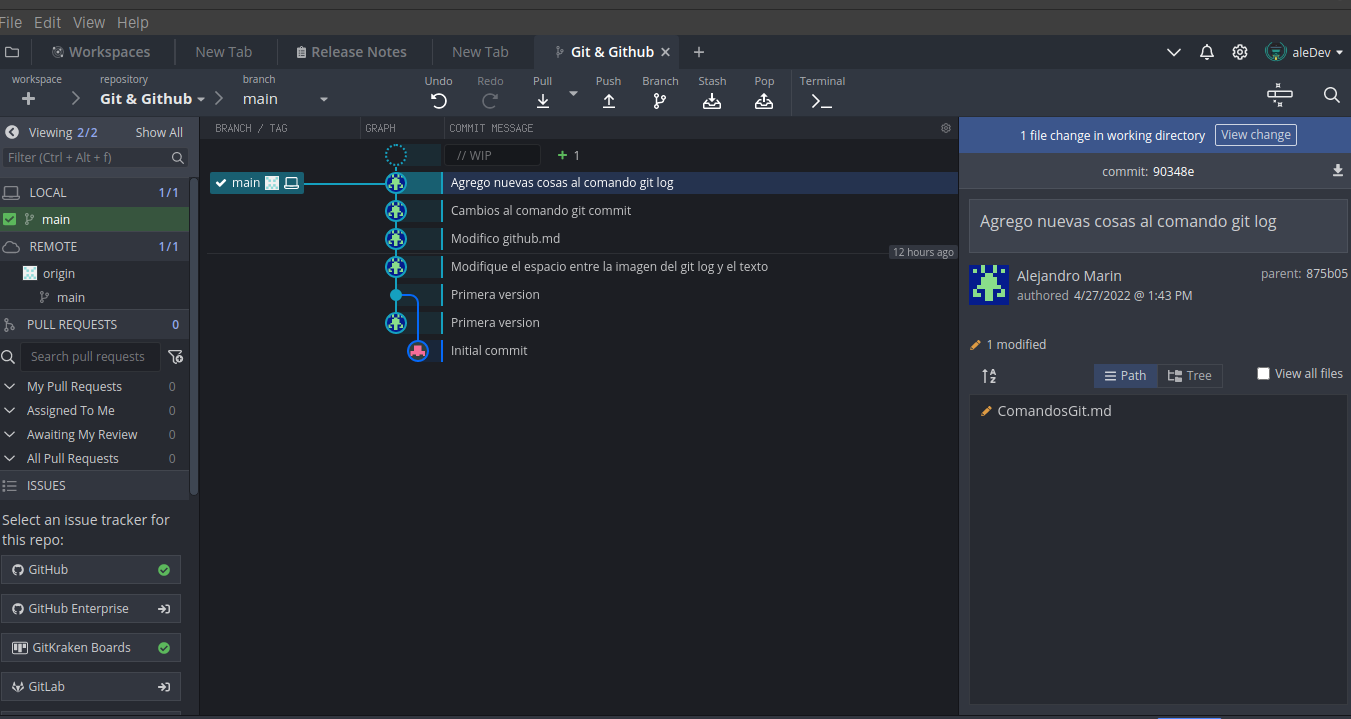 File Edit View Help
Workspaces New Tab Release Notes New Tab Git & Github aleDev
workspace repository branch
Git & Github main
Undo Redo Pull Push Branch Stash Pop Terminal
Viewing 2/2 Show All
Filter (Ctrl + Alt + f)
LOCAL 1/1
main
REMOTE 1/1
origin
main
PULL REQUESTS 0
Search pull requests
My Pull Requests 0
Assigned To Me 0
Awaiting My Review 0
All Pull Requests 0
ISSUES
Select an issue tracker for
this repo:
GitHub
GitHub Enterprise
GitKraken Boards
GitLab
BRANCH / TAG GRAPH COMMIT MESSAGE
// WIP + 1
main Agrego nuevas cosas al comando git log
Cambios al comando git commit
Modifico github.md
12 hours ago
Modifique el espacio entre la imagen del git log y el texto
Primera version
Primera version
Initial commit
1 file change in working directory View change
commit: 90348e
Agrego nuevas cosas al comando git log
Alejandro Marin parent: 875b05
authored 4/27/2022 @ 1:43 PM
1 modified
Path Tree View all files
ComandosGit.md